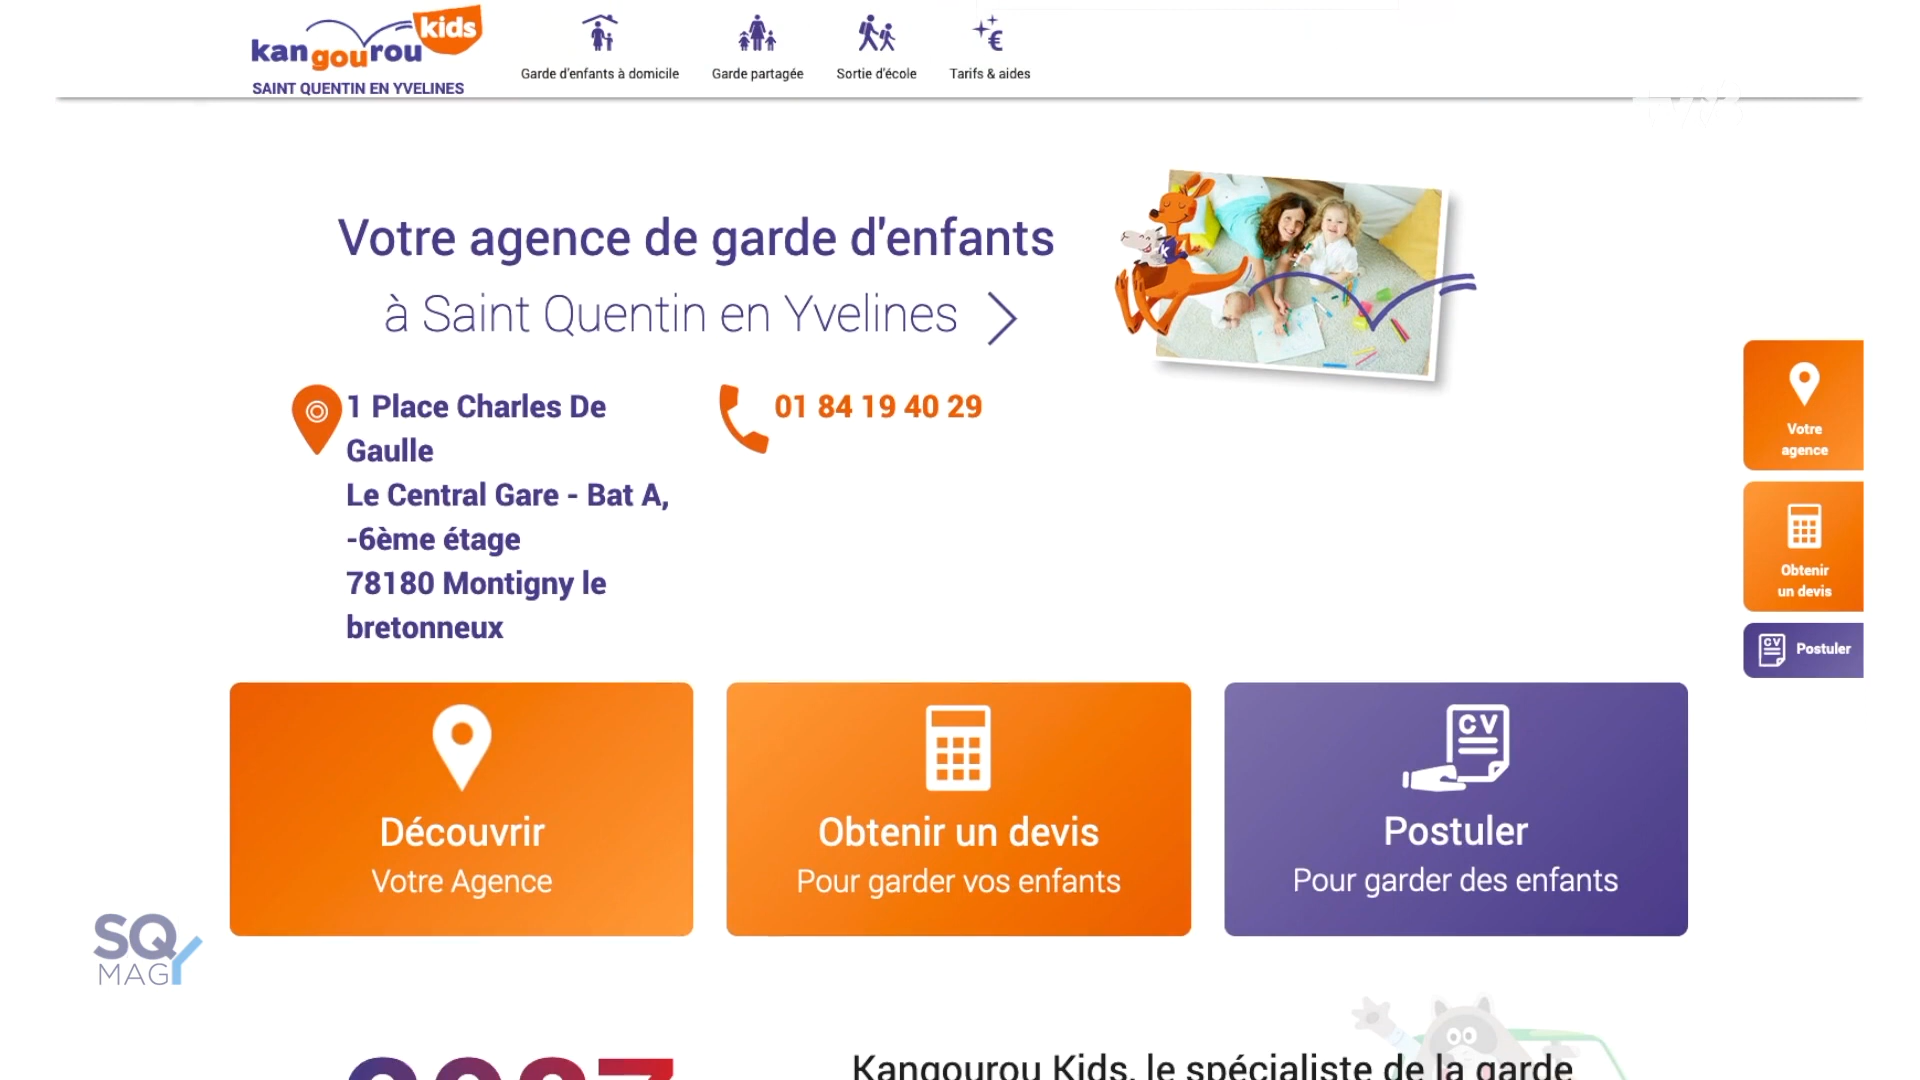 kangourou kids
SAINT QUENTIN EN YVELINES
Garde d'enfants à domicile
Garde partagée
Sortie d'école
Tarifs & aides
Votre agence de garde d'enfants
à Saint Quentin en Yvelines
1 Place Charles De
Gaulle
Le Central Gare - Bat A,
-6ème étage
78180 Montigny le
bretonneux
01 84 19 40 29
Votre
agence
Obtenir
un devis
CV
Postuler
Découvrir
Votre Agence
Obtenir un devis
Pour garder vos enfants
CV
Postuler
Pour garder des enfants
SQY
MAG
Kangourou Kids, le spécialiste de la garde